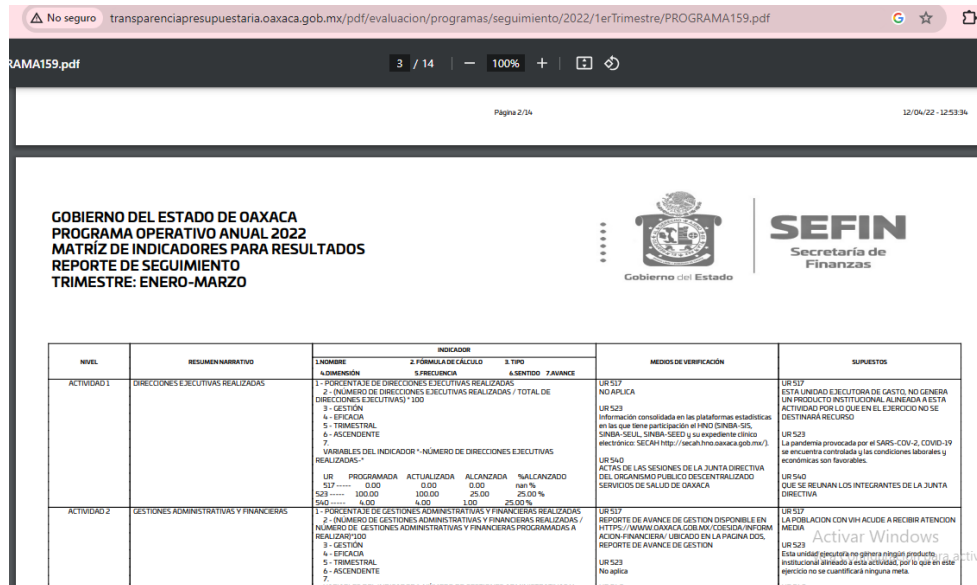 No seguro
transparenciapresupuestaria.oaxaca.gob.mx/pdf/evaluacion/programas/seguimiento/2022/1erTrimestre/PROGRAMA159.pdf
RAMA159.pdf
3 / 14
100%
Página 2/14
12/04/22 - 12:53:34
GOBIERNO DEL ESTADO DE OAXACA
PROGRAMA OPERATIVO ANUAL 2022
MATRÍZ DE INDICADORES PARA RESULTADOS
REPORTE DE SEGUIMIENTO
TRIMESTRE: ENERO-MARZO
Gobierno del Estado
SEFIN
Secretaría de
Finanzas
NIVEL
RESUMEN NARRATIVO
INDICADOR
1.NOMBRE 2. FÓRMULA DE CÁLCULO 3. TIPO
4.DIMENSIÓN 5.FRECUENCIA 6.SENTIDO 7.AVANCE
MEDIOS DE VERIFICACIÓN
SUPUESTOS
ACTIVIDAD 1
DIRECCIONES EJECUTIVAS REALIZADAS
1 - PORCENTAJE DE DIRECCIONES EJECUTIVAS REALIZADAS
2 - (NÚMERO DE DIRECCIONES EJECUTIVAS REALIZADAS / TOTAL DE
DIRECCIONES EJECUTIVAS) * 100
3 - GESTIÓN
4 - EFICACIA
5 - TRIMESTRAL
6 - ASCENDENTE
7.
VARIABLES DEL INDICADOR *-NÚMERO DE DIRECCIONES EJECUTIVAS
REALIZADAS-*
UR PROGRAMADA ACTUALIZADA ALCANZADA %ALCANZADO
517 ----- 0.00 0.00 0.00 nan %
523 ----- 100.00 100.00 25.00 25.00 %
540 ----- 4.00 4.00 1.00 25.00 %
UR 517
NO APLICA
UR 523
Información consolidada en las plataformas estadísticas
en las que tiene participación el HNO (SINBA-SIS,
SINBA-SEUL, SINBA-SEED y su expediente clínico
electrónico: SECAH http://secah.hno.oaxaca.gob.mx/).
UR 540
ACTAS DE LAS SESIONES DE LA JUNTA DIRECTIVA
DEL ORGANISMO PUBLICO DESCENTRALIZADO
SERVICIOS DE SALUD DE OAXACA
UR 517
ESTA UNIDAD EJECUTORA DE GASTO, NO GENERA
UN PRODUCTO INSTITUCIONAL ALINEADA A ESTA
ACTIVIDAD POR LO QUE EN EL EJERCICIO NO SE
DESTINARÁ RECURSO
UR 523
La pandemia provocada por el SARS-COV-2, COVID-19
se encuentra controlada y las condiciones laborales y
económicas son favorables.
UR 540
QUE SE REUNAN LOS INTEGRANTES DE LA JUNTA
DIRECTIVA
ACTIVIDAD 2
GESTIONES ADMINISTRATIVAS Y FINANCIERAS
1 - PORCENTAJE DE GESTIONES ADMINISTRATIVAS Y FINANCIERAS REALIZADAS
2 - (NÚMERO DE GESTIONES ADMINISTRATIVAS Y FINANCIERAS REALIZADAS /
NÚMERO DE GESTIONES ADMINISTRATIVAS Y FINANCIERAS PROGRAMADAS A
REALIZAR)*100
3 - GESTIÓN
4 - EFICACIA
5 - TRIMESTRAL
6 - ASCENDENTE
7.
UR 517
REPORTE DE AVANCE DE GESTION DISPONIBLE EN
HTTPS://WWW.OAXACA.GOB.MX/COESIDA/INFORM
ACION-FINANCIERA/ UBICADO EN LA PAGINA DOS,
REPORTE DE AVANCE DE GESTIÓN
UR 523
No aplica
UR 517
LA POBLACION CON VIH ACUDE A RECIBIR ATENCION
MEDIA
UR 523
Esta unidad ejecutora no genera ningún producto
institucional alineado a esta actividad, por lo que en este
ejercicio no se cuantificará ninguna meta.
Activar Windows